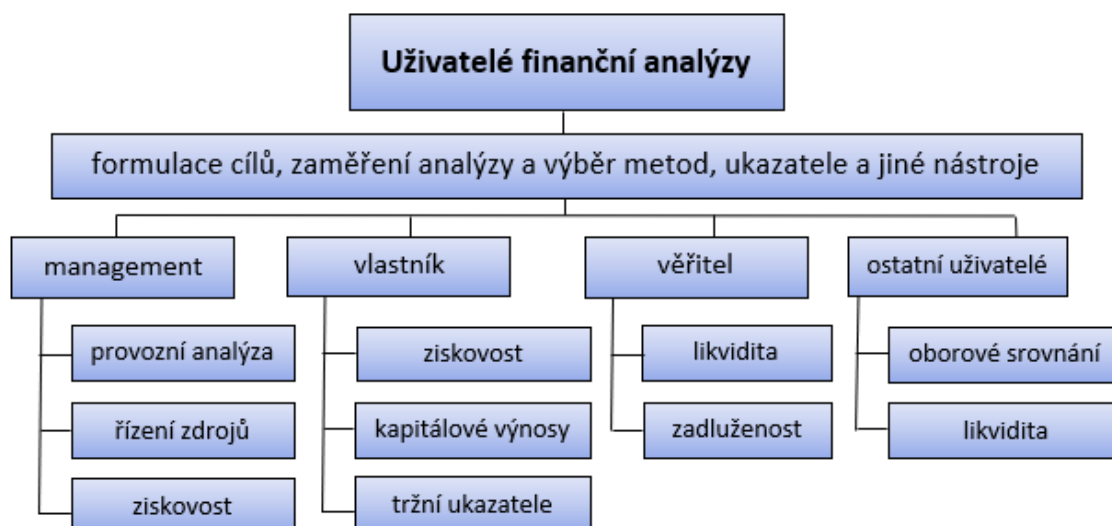 Uživatelé finanční analýzy
formulace cílů, zaměření analýzy a výběr metod, ukazatele a jiné nástroje
management
provozní analýza
řízení zdrojů
ziskovost
vlastník
ziskovost
kapitálové výnosy
tržní ukazatele
věřitel
likvidita
zadluženost
ostatní uživatelé
oborové srovnání
likvidita